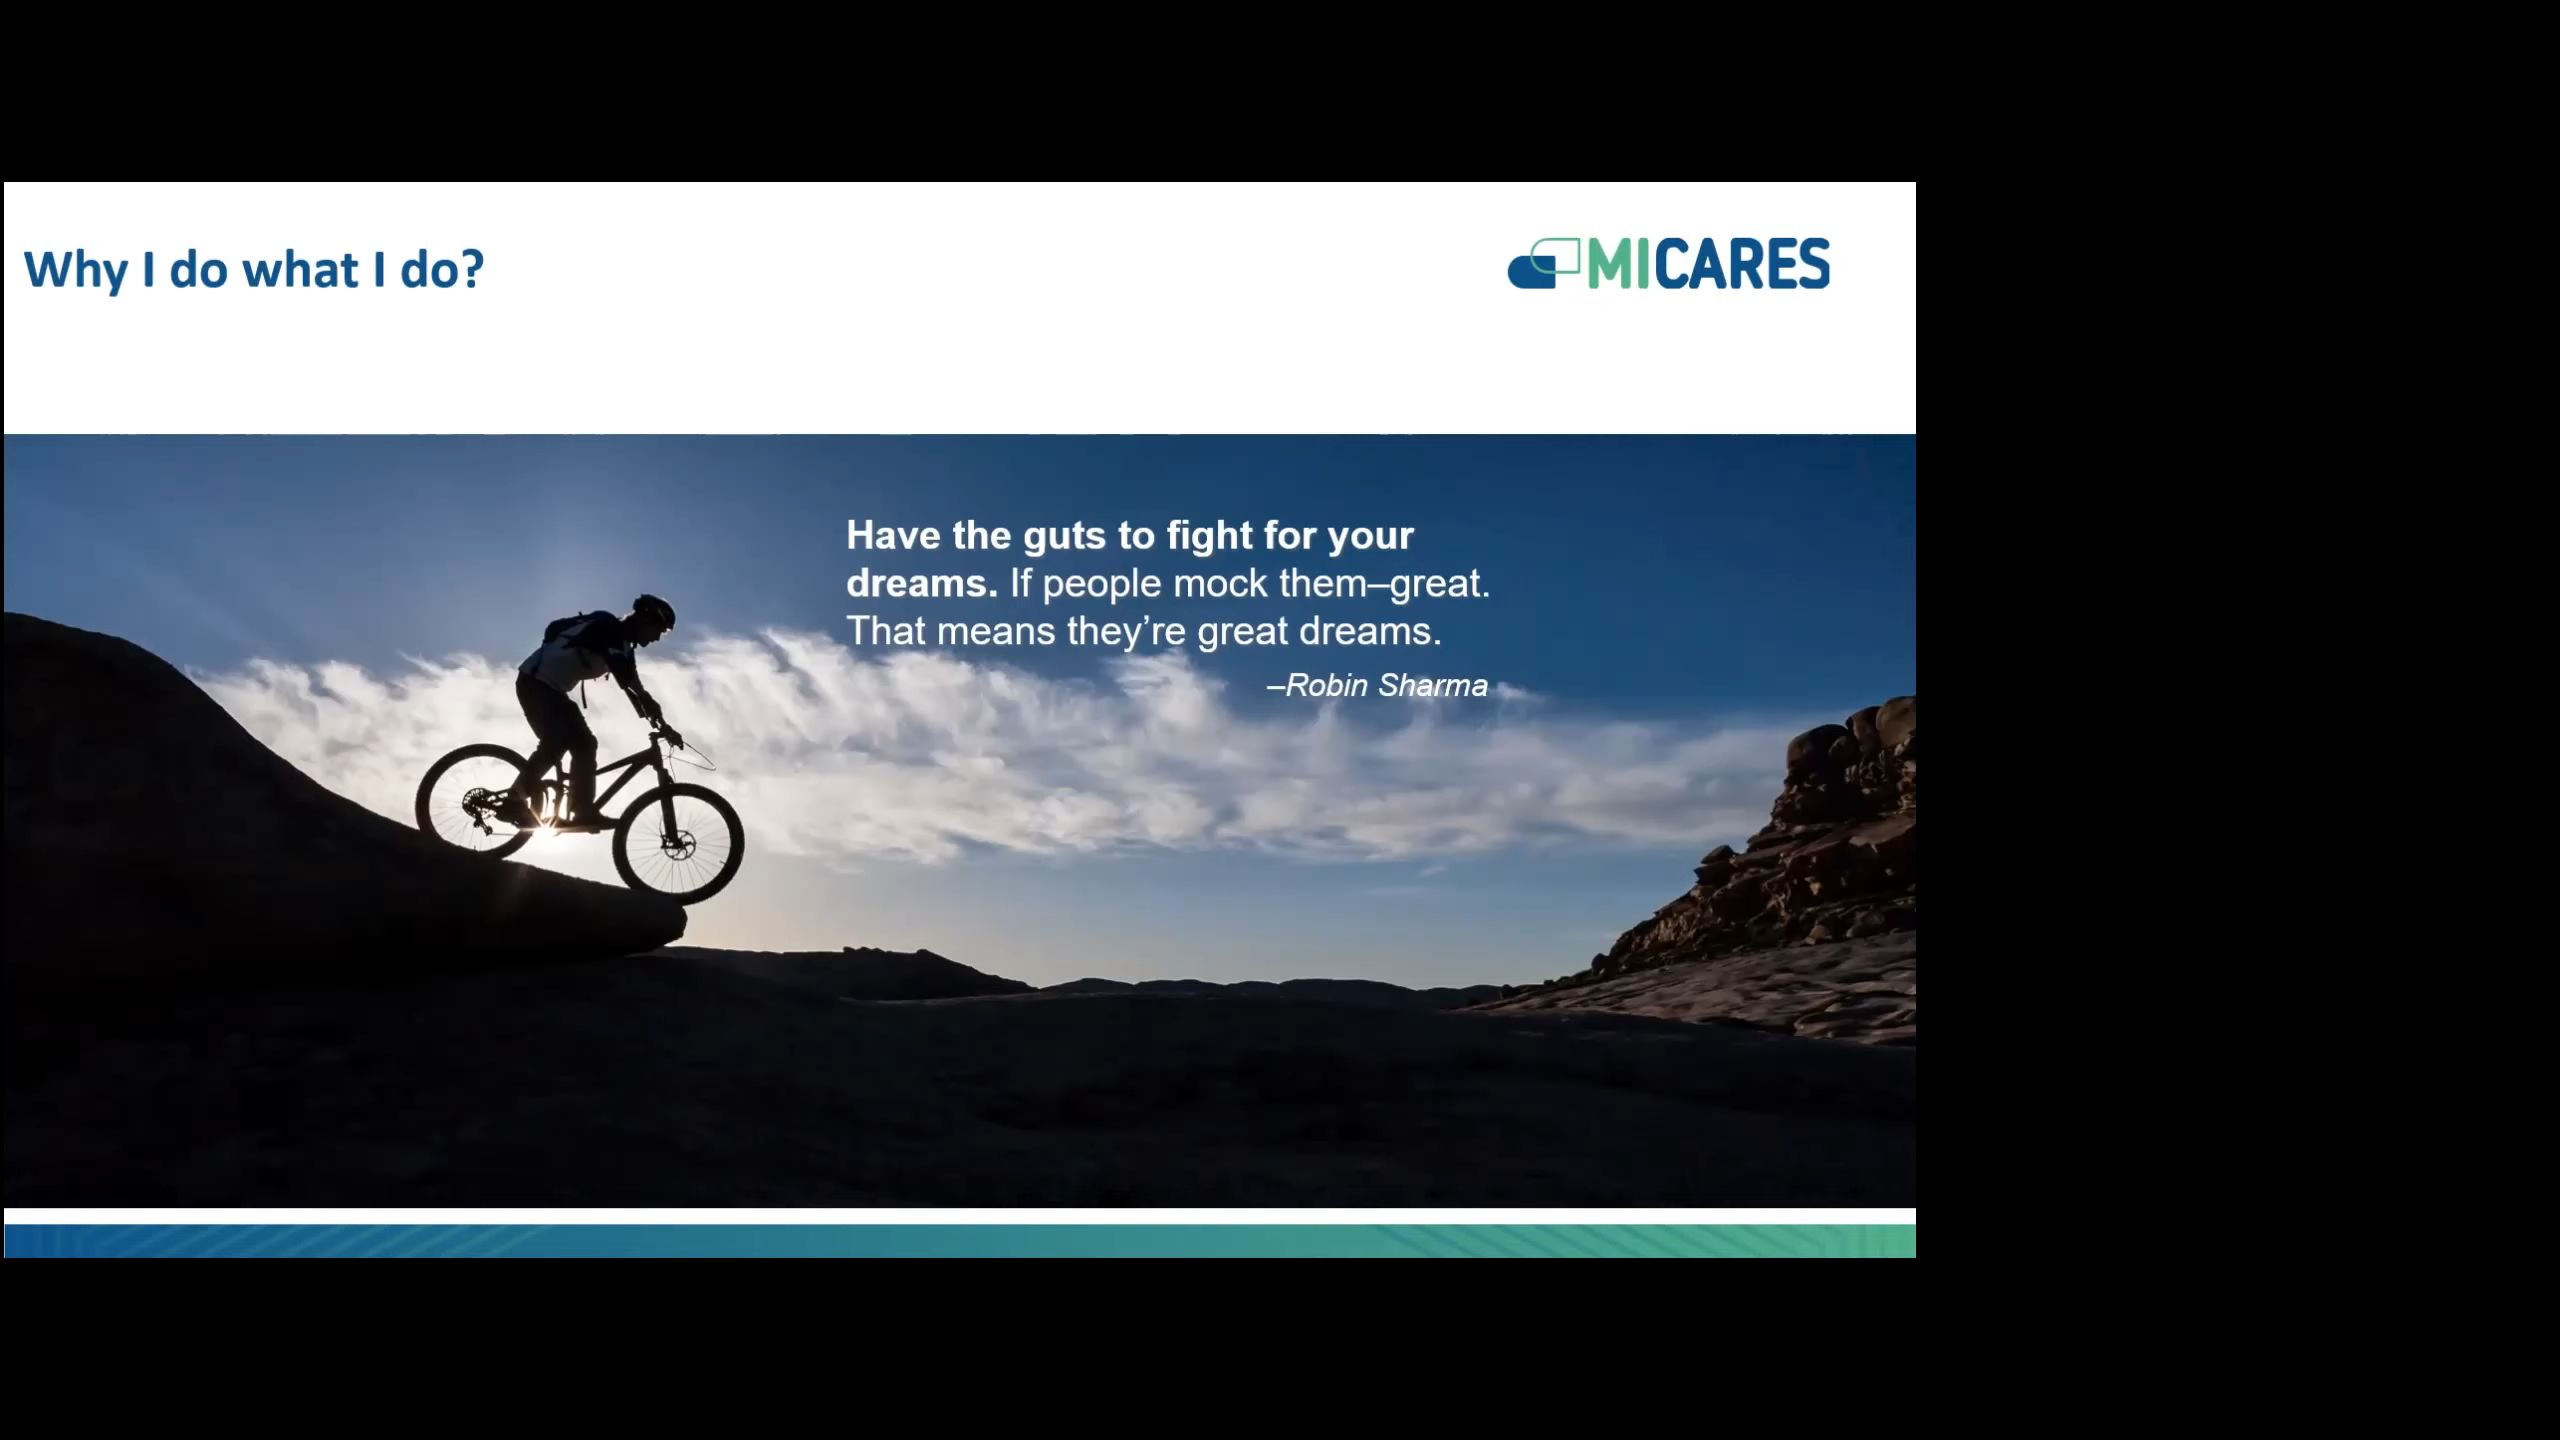 Why I do what I do?
MICARES
Have the guts to fight for your
dreams. If people mock them–great.
That means they’re great dreams.
–Robin Sharma